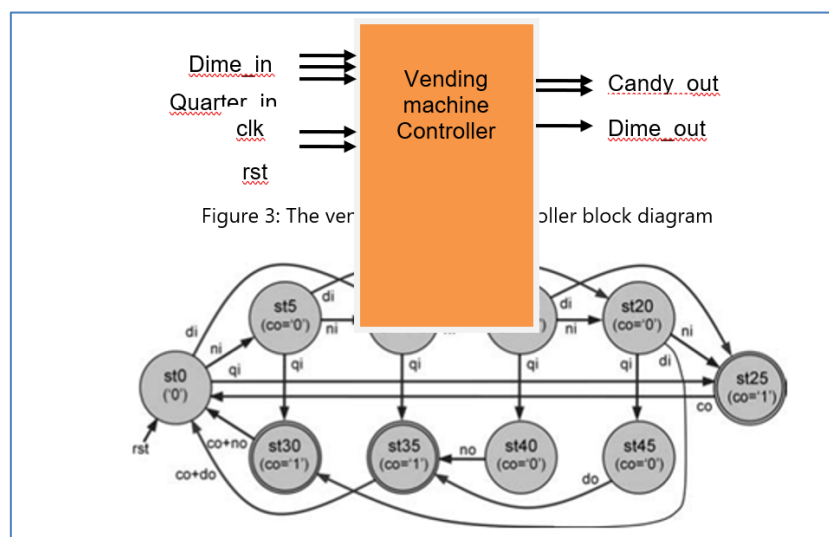 Dime_in
Quarter_in
clk
rst
Vending
machine
Controller
Candy_out
Dime_out
Figure 3: The ven
oller block diagram
st5
(co='0')
di
ni
di
ni
st20
(co='0')
di
ni
qi
qi
qi
qi
qi
ni
di
st0
('0')
rst
st25
(co='1')
co
co+no
co+do
st30
(co='1')
st35
(co='1')
no
st40
(co='0')
do
st45
(co='0')